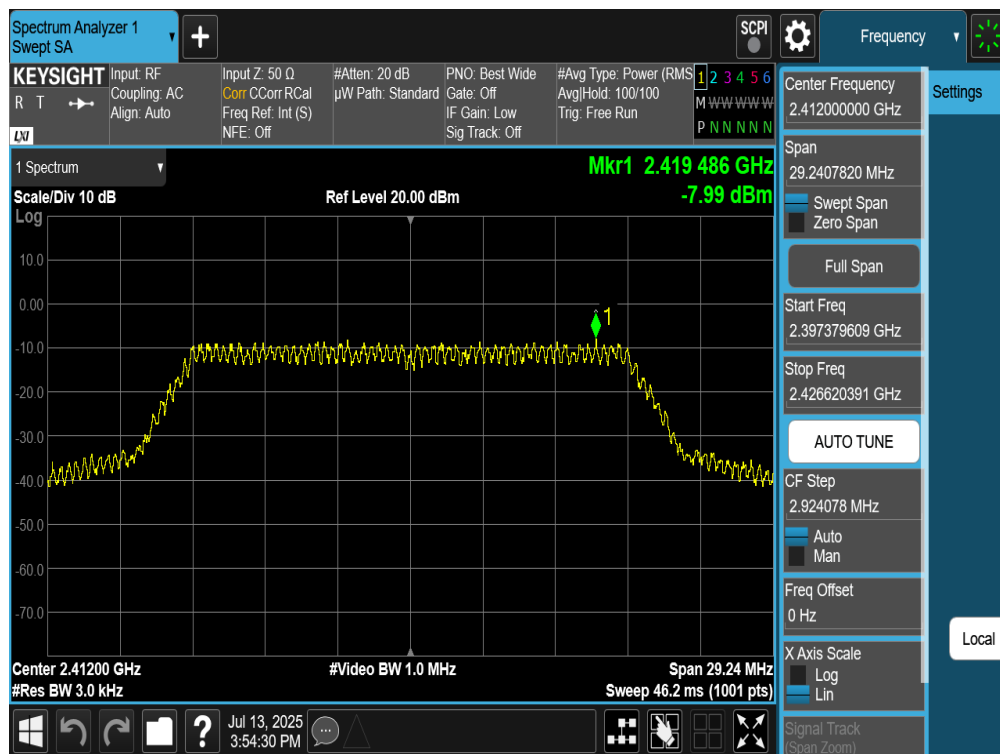 Spectrum Analyzer 1
Swept SA
+
SCPI
Frequency
KEYSIGHT
R T
LXI
Input: RF
Coupling: AC
Align: Auto
Input Z: 50 Ω
Corr CCorr RCal
Freq Ref: Int (S)
NFE: Off
#Atten: 20 dB
µW Path: Standard
PNO: Best Wide
Gate: Off
IF Gain: Low
Sig Track: Off
#Avg Type: Power (RMS
Avg|Hold: 100/100
Trig: Free Run
1 2 3 4 5 6
M W W W W W
P N N N N N
1 Spectrum
Mkr1 2.419 486 GHz
-7.99 dBm
Scale/Div 10 dB
Ref Level 20.00 dBm
Log
10.0
0.00
-10.0
-20.0
-30.0
-40.0
-50.0
-60.0
-70.0
1
Center 2.41200 GHz
#Video BW 1.0 MHz
Span 29.24 MHz
#Res BW 3.0 kHz
Sweep 46.2 ms (1001 pts)
Center Frequency
2.412000000 GHz
Settings
Span
29.2407820 MHz
Swept Span
Zero Span
Full Span
Start Freq
2.397379609 GHz
Stop Freq
2.426620391 GHz
AUTO TUNE
CF Step
2.924078 MHz
Auto
Man
Freq Offset
0 Hz
Local
X Axis Scale
Log
Lin
Signal Track
(Span Zoom)
?
Jul 13, 2025
3:54:30 PM